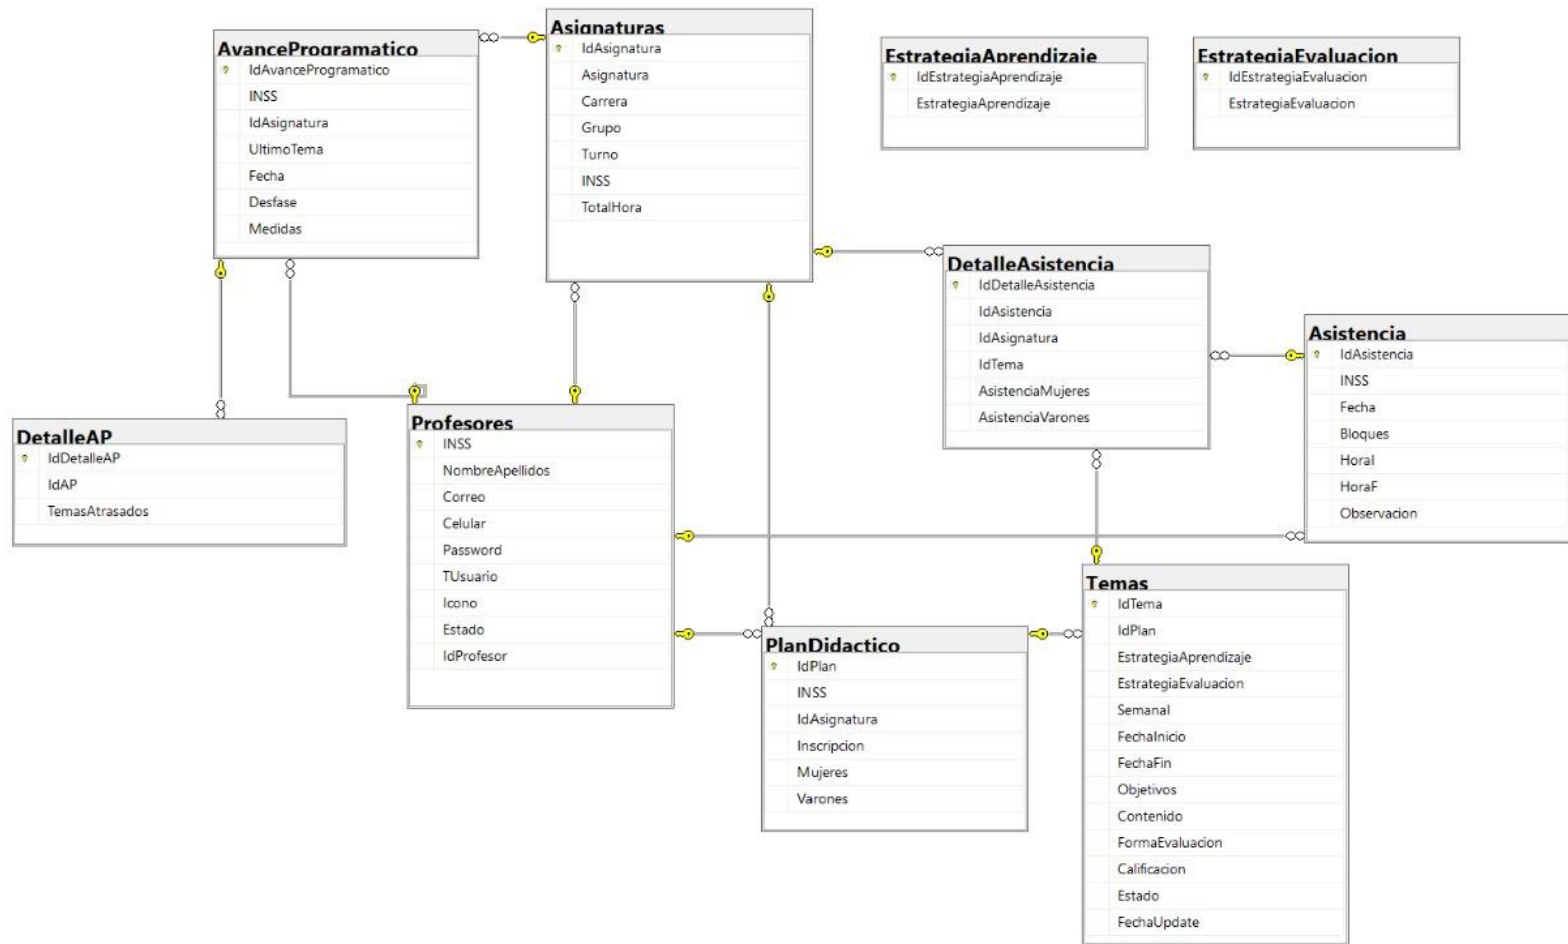 AvanceProgramatico
IdAvanceProgramatico
INSS
IdAsignatura
UltimoTema
Fecha
Desfase
Medidas
Asignaturas
IdAsignatura
Asignatura
Carrera
Grupo
Turno
INSS
TotalHora
EstrategiaAprendizaje
IdEstrategiaAprendizaje
EstrategiaAprendizaje
EstrategiaEvaluacion
IdEstrategiaEvaluacion
EstrategiaEvaluacion
DetalleAsistencia
IdDetalleAsistencia
IdAsistencia
IdAsignatura
IdTema
AsistenciaMujeres
AsistenciaVarones
Asistencia
IdAsistencia
INSS
Fecha
Bloques
HoraI
HoraF
Observacion
DetalleAP
IdDetalleAP
IdAP
TemasAtrasados
Profesores
INSS
NombreApellidos
Correo
Celular
Password
TUsuario
Icono
Estado
IdProfesor
PlanDidactico
IdPlan
INSS
IdAsignatura
Inscripcion
Mujeres
Varones
Temas
IdTema
IdPlan
EstrategiaAprendizaje
EstrategiaEvaluacion
Semanal
FechaInicio
FechaFin
Objetivos
Contenido
FormaEvaluacion
Calificacion
Estado
FechaUpdate